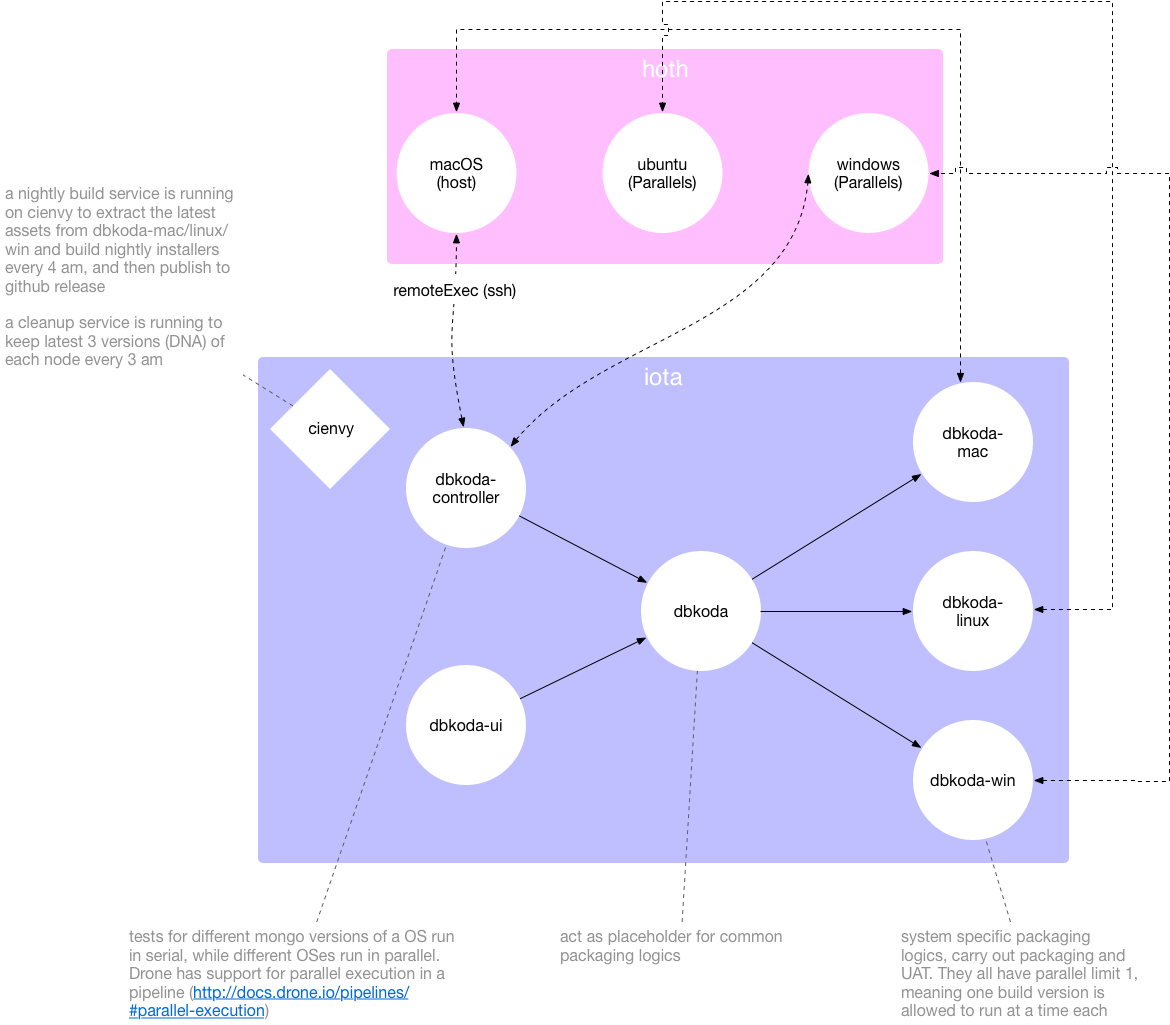 hoth
macOS
(host)
ubuntu
(Parallels)
windows
(Parallels)
a nightly build service is running
on cienvy to extract the latest
assets from dbkoda-mac/linux/
win and build nightly installers
every 4 am, and then publish to
github release
a cleanup service is running to
keep latest 3 versions (DNA) of
each node every 3 am
remoteExec (ssh)
iota
cienvy
dbkoda-
controller
dbkoda-
mac
dbkoda
dbkoda-
linux
dbkoda-ui
dbkoda-win
tests for different mongo versions of a OS run
in serial, while different OSes run in parallel.
Drone has support for parallel execution in a
pipeline (http://docs.drone.io/pipelines/
#parallel-execution)
act as placeholder for common
packaging logics
system specific packaging
logics, carry out packaging and
UAT. They all have parallel limit 1,
meaning one build version is
allowed to run at a time each